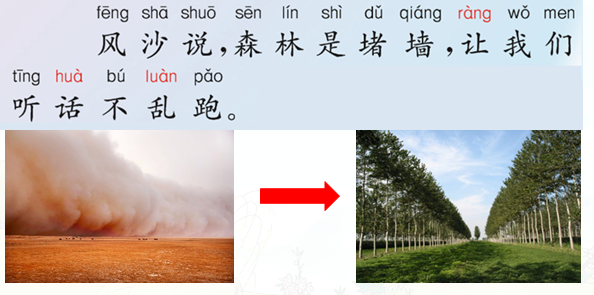 fēng shā shuō sēn lín shì dǔ qiáng ràng wǒ men
风沙说，森林是堵墙，让我们
tīng huà bú luàn pǎo
听话不乱跑。